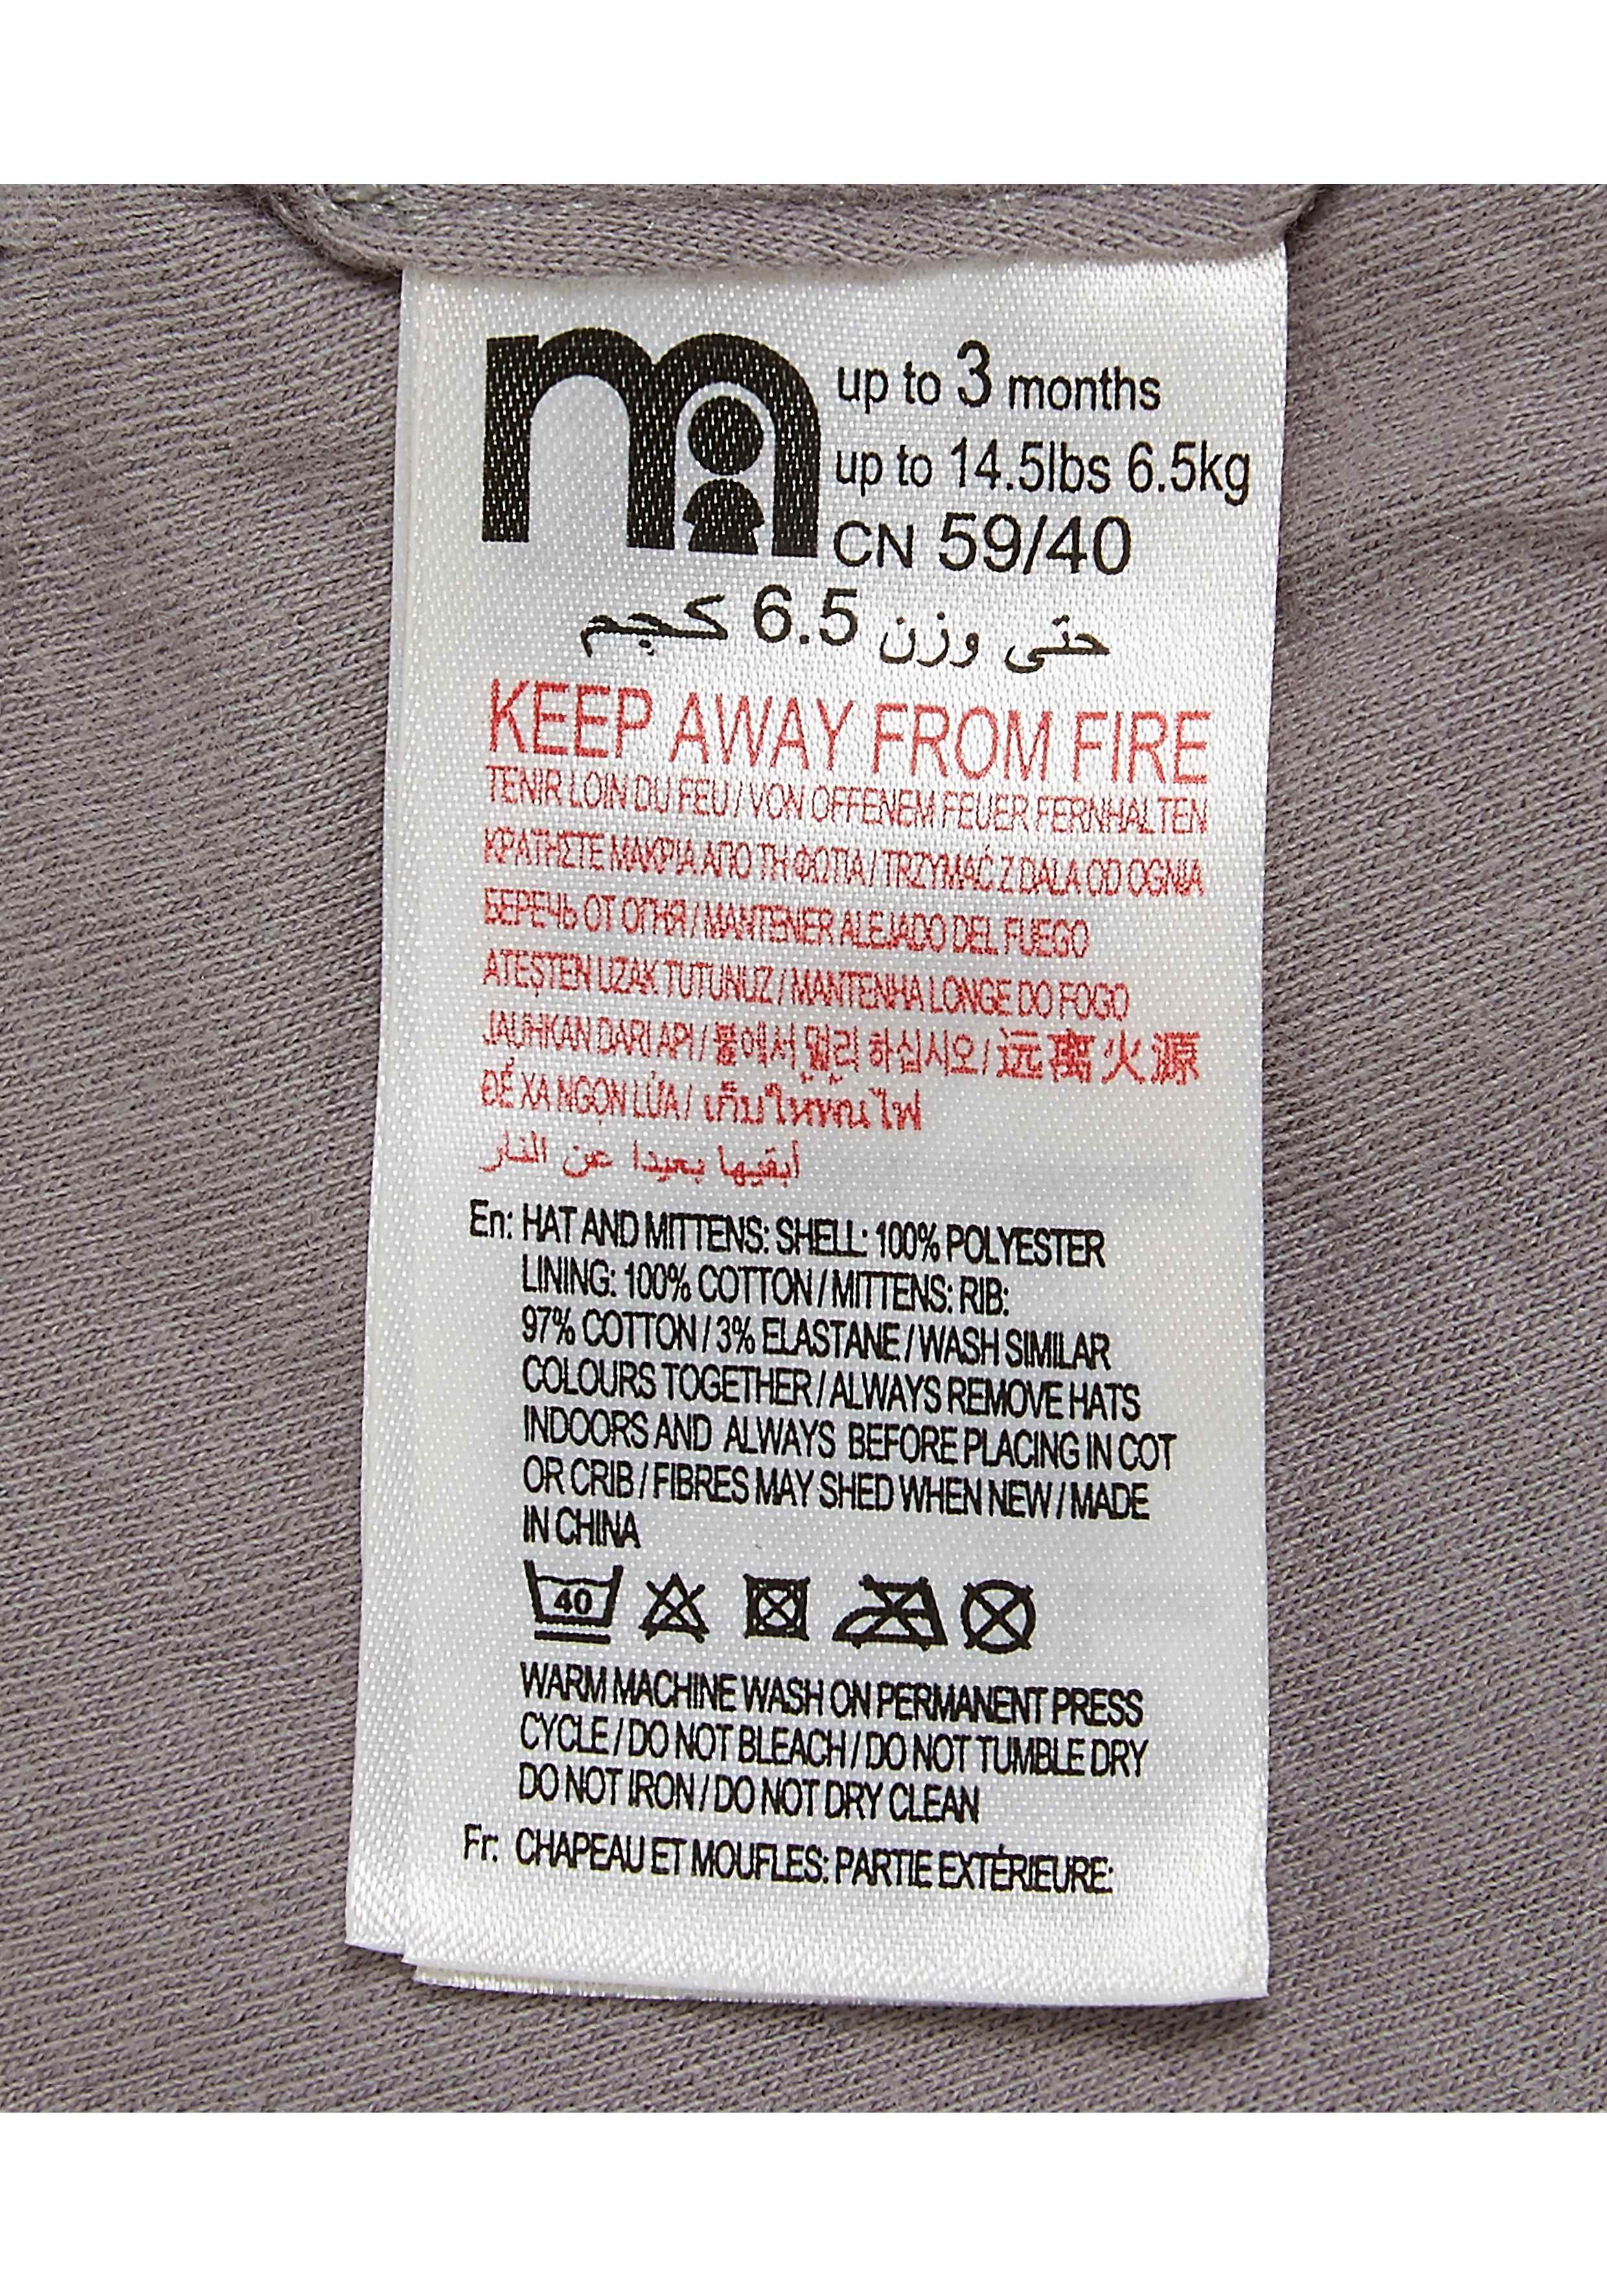 up to 3 months
up to 14.5lbs 6.5kg
CN 59/40
حتى وزن 6.5 كجم
KEEP AWAY FROM FIRE
TENIR LOIN DU FEU / VON OFFENEM FEUER FERNHALTEN
ΚΡΑΤΗΣΤΕ ΜΑΚΡΙΑ ΑΠΟ ΤΗ ΦΩΤΙΑ / TRZYMAĆ Z DALA OD OGNIA
БЕРЕЧЬ ОТ ОГНЯ / MANTENER ALEJADO DEL FUEGO
ATEŞTEN UZAK TUTUNUZ / MANTENHA LONGE DO FOGO
JAUHKAN DARI API / 불에서 멀리 하십시오 / 远离火源
ĐỂ XA NGỌN LỬA / เก็บให้พ้นไฟ
أبقيها بعيدا عن النار
En: HAT AND MITTENS: SHELL: 100% POLYESTER
LINING: 100% COTTON / MITTENS: RIB:
97% COTTON / 3% ELASTANE / WASH SIMILAR
COLOURS TOGETHER / ALWAYS REMOVE HATS
INDOORS AND ALWAYS BEFORE PLACING IN COT
OR CRIB / FIBRES MAY SHED WHEN NEW / MADE
IN CHINA
40
WARM MACHINE WASH ON PERMANENT PRESS
CYCLE / DO NOT BLEACH / DO NOT TUMBLE DRY
DO NOT IRON / DO NOT DRY CLEAN
Fr: CHAPEAU ET MOUFLES: PARTIE EXTÉRIEURE: